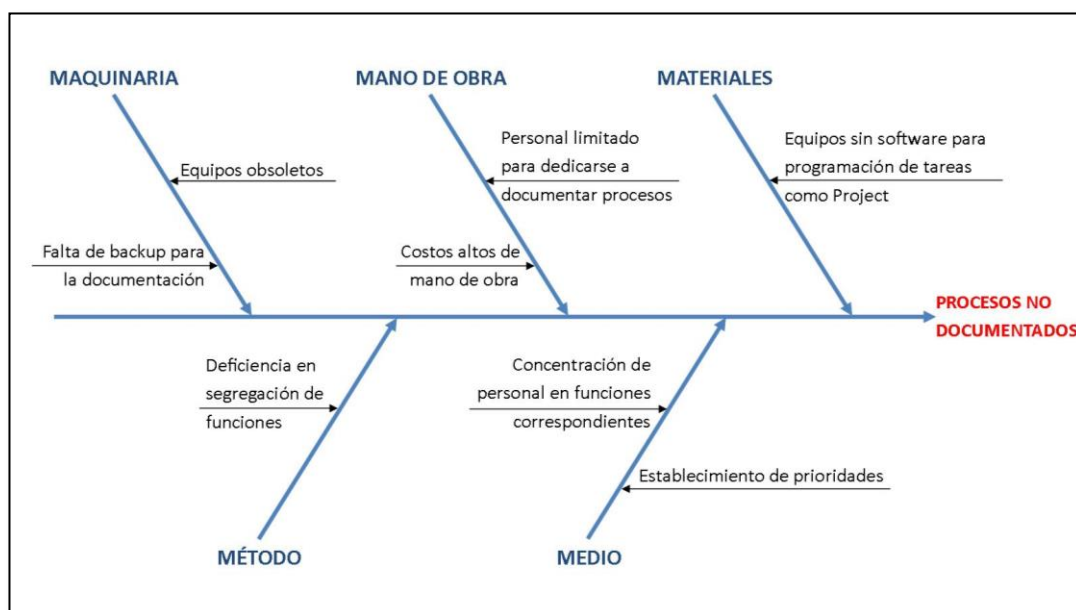 MAQUINARIA
MANO DE OBRA
MATERIALES
Equipos obsoletos
Falta de backup para
la documentación
Personal limitado
para dedicarse a
documentar procesos
Costos altos de
mano de obra
Equipos sin software para
programación de tareas
como Project
PROCESOS NO
DOCUMENTADOS
Deficiencia en
segregación de
funciones
Concentración de
personal en funciones
correspondientes
Establecimiento de prioridades
MÉTODO
MEDIO